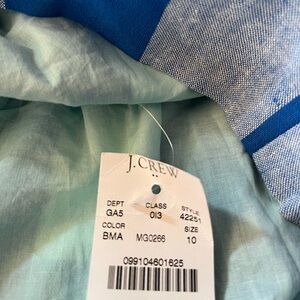 J.CREW
DEPT CLASS STYLE
GA5 013 42251
COLOR SIZE
BMA MG0266 10
099104601625